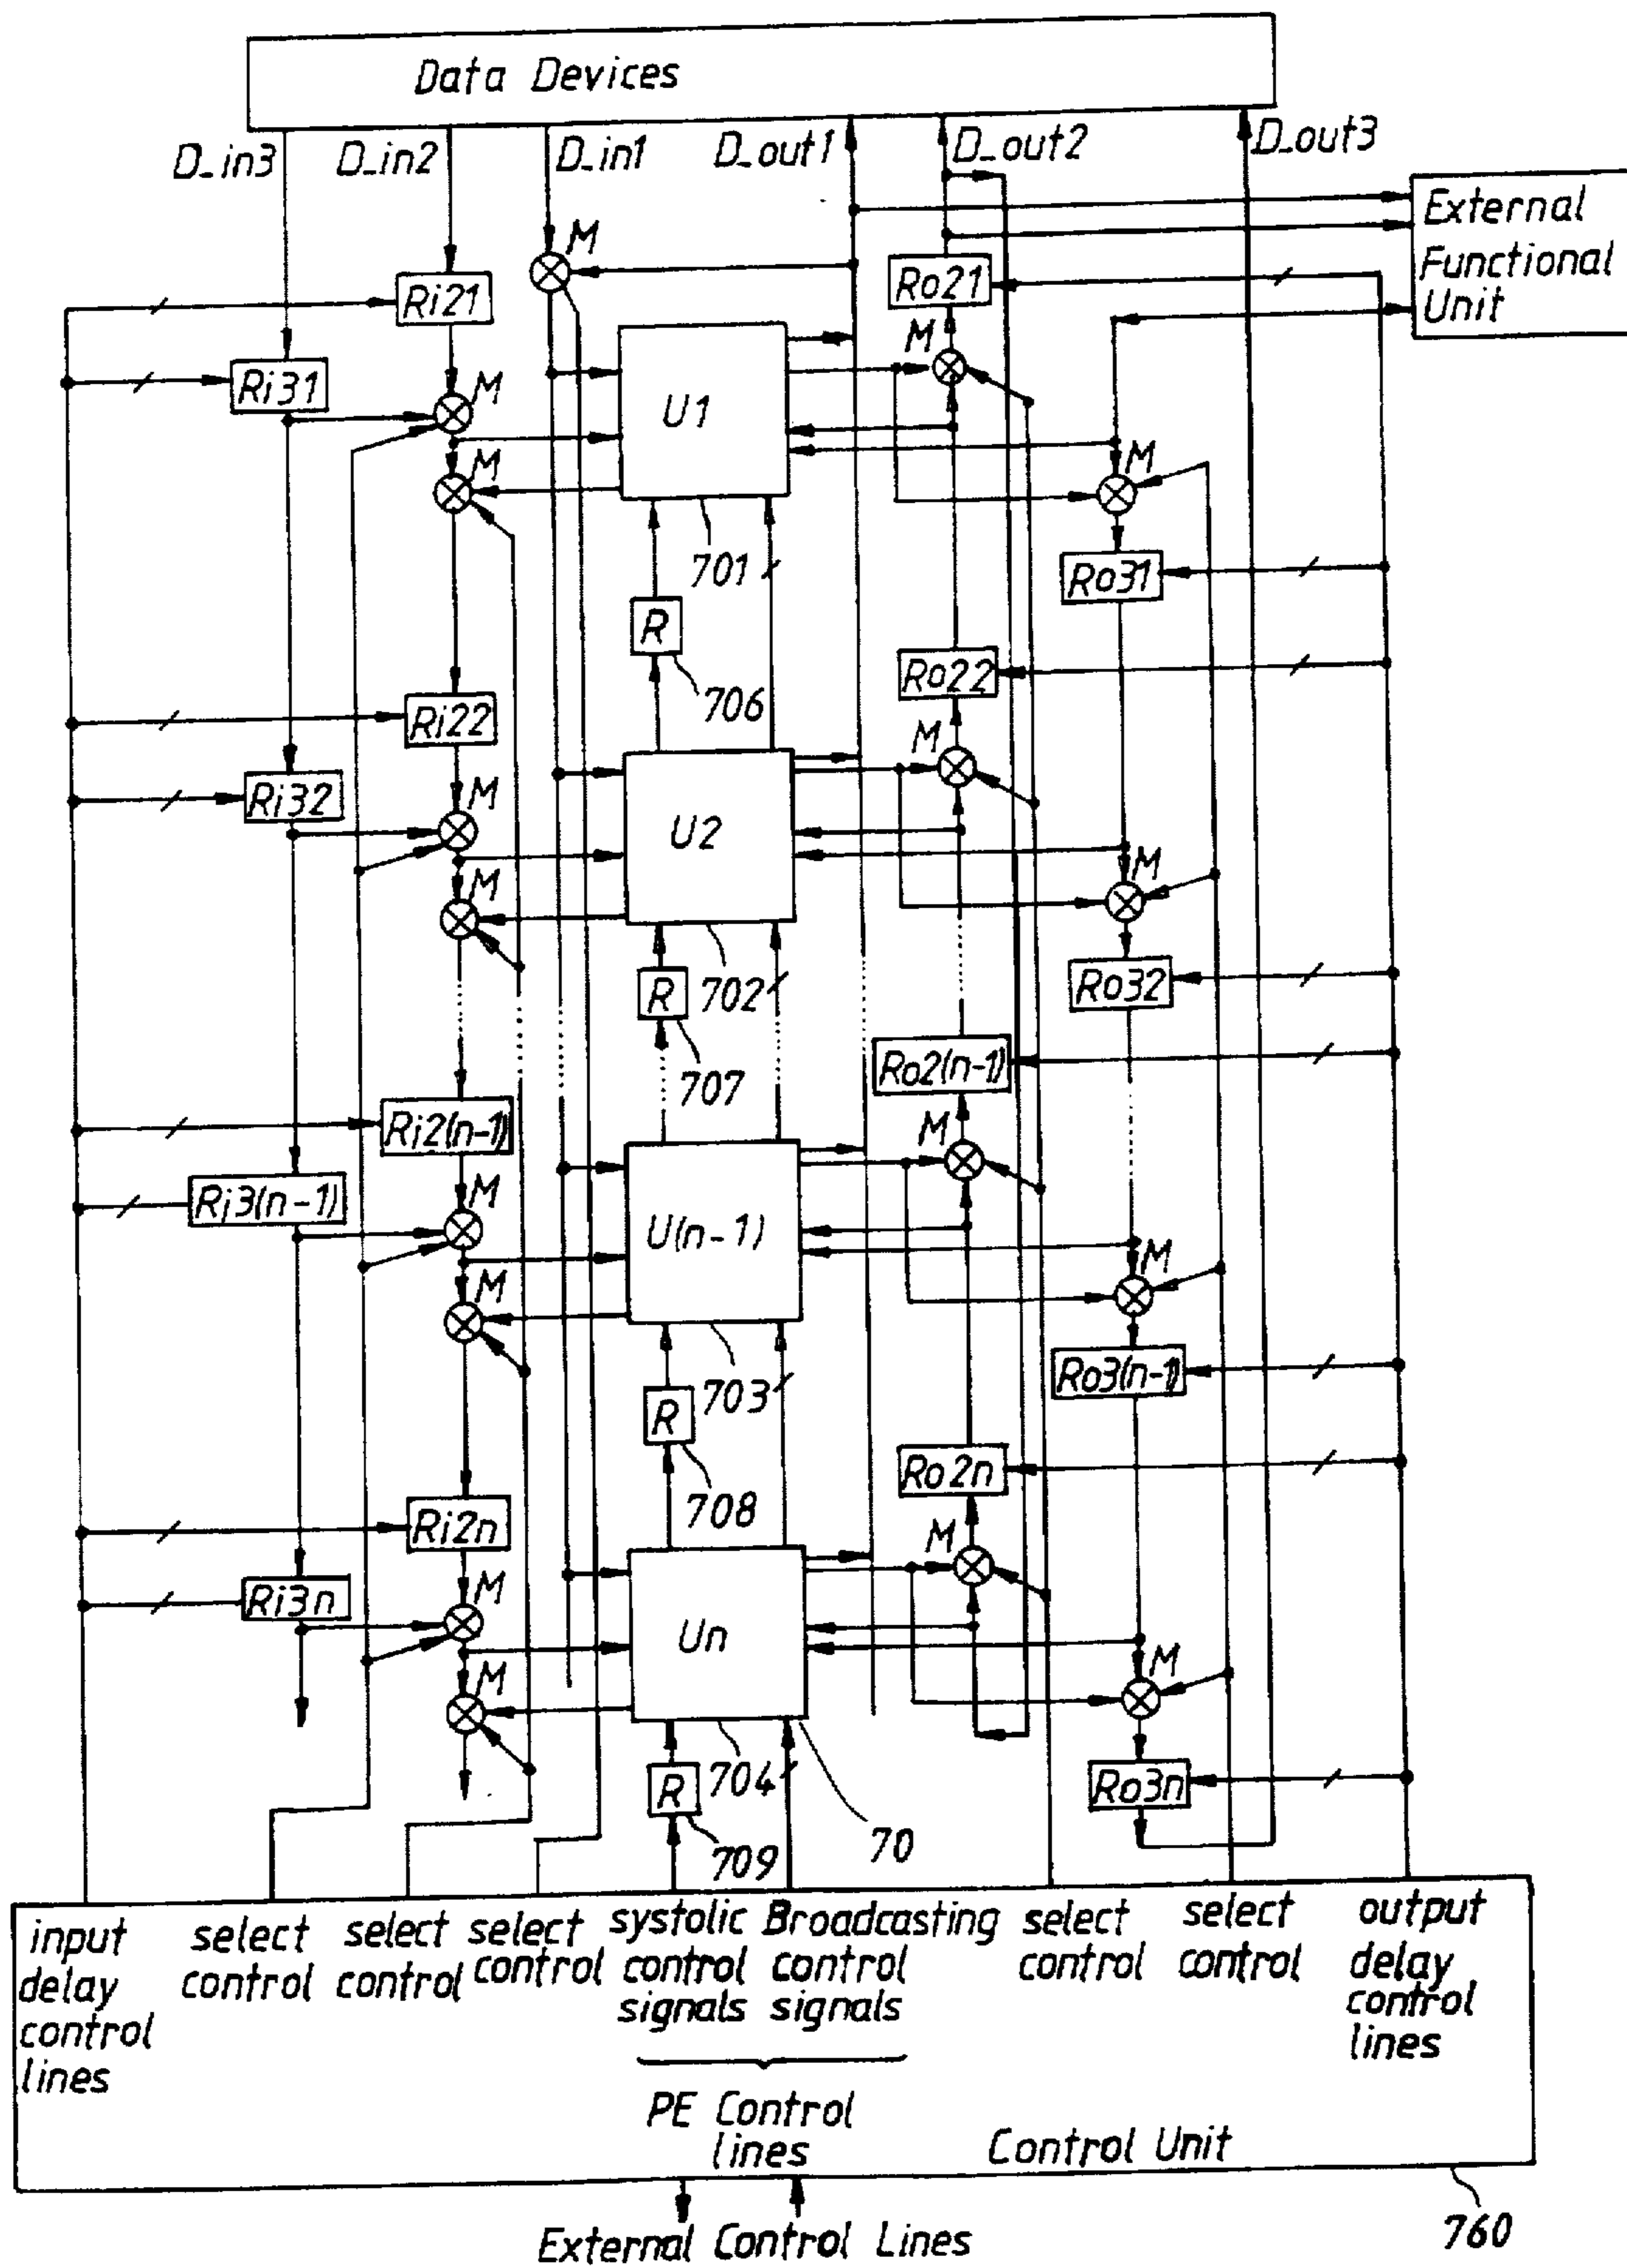 Data Devices
D_in3
D_in2
D_in1
D_out1
D_out2
D_out3
External
Functional
Unit
M
Ri21
Ro21
Ri31
M
M
U1
M
M
701
Ro31
R
706
Ro22
Ri22
M
Ri32
M
U2
M
M
R
702
Ro32
707
Ro2(n-1)
Ri2(n-1)
M
Ri3(n-1)
M
U(n-1)
M
M
703
Ro3(n-1)
R
708
Ro2n
Ri2n
M
Ri3n
M
Un
M
M
704
R
Ro3n
709
70
input
delay
control
lines
select
control
select
control
select
control
systolic
control
signals
Broadcasting
control
signals
select
control
select
control
output
delay
control
lines
PE Control
lines
Control Unit
760
External Control Lines